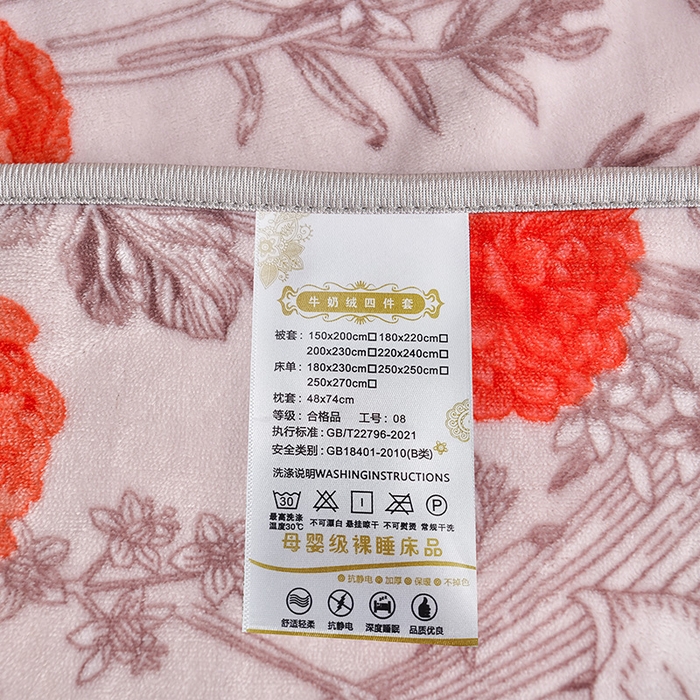 牛奶绒四件套
被套：150x200cm□ 180x220cm□
200x230cm□ 220x240cm□
床单：180x230cm□ 250x250cm□
250x270cm□
枕套：48x74cm
等级：合格品 工号：08
执行标准：GB/T22796-2021
安全类别：GB18401-2010(B类)
洗涤说明WASHINGINSTRUCTIONS
30 P
最高洗涤温度30℃ 不可漂白 悬挂晾干 不可熨烫 常规干洗
母婴级裸睡床品
抗静电 加厚 保暖 不掉色
舒适轻柔 抗静电 深度睡眠 品质优良